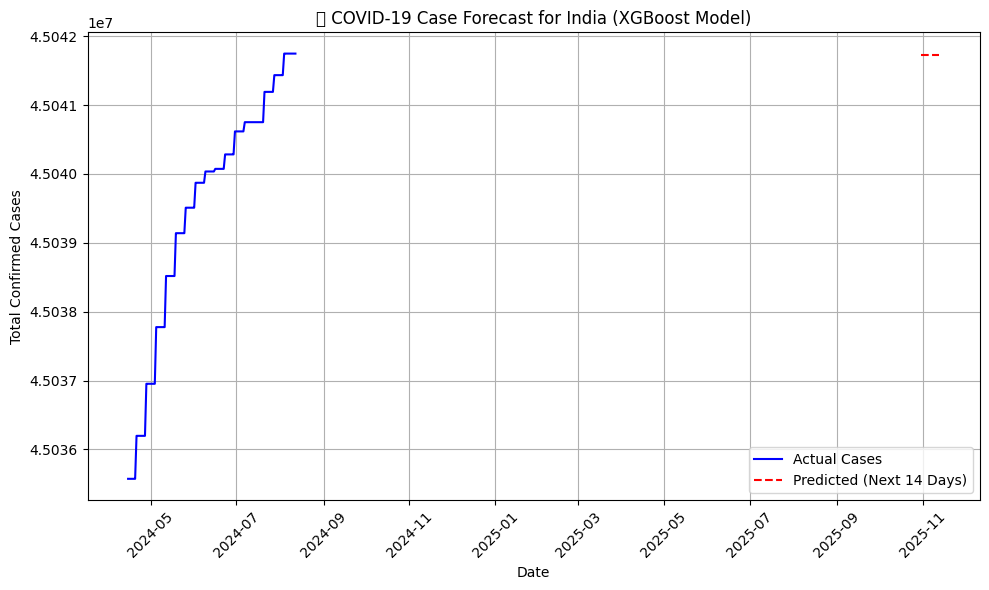 COVID-19 Case Forecast for India (XGBoost Model)
1e7
4.5042
4.5041
4.5040
4.5039
4.5038
4.5037
4.5036
Total Confirmed Cases
Actual Cases
Predicted (Next 14 Days)
2024-05
2024-07
2024-09
2024-11
2025-01
2025-03
2025-05
2025-07
2025-09
2025-11
Date